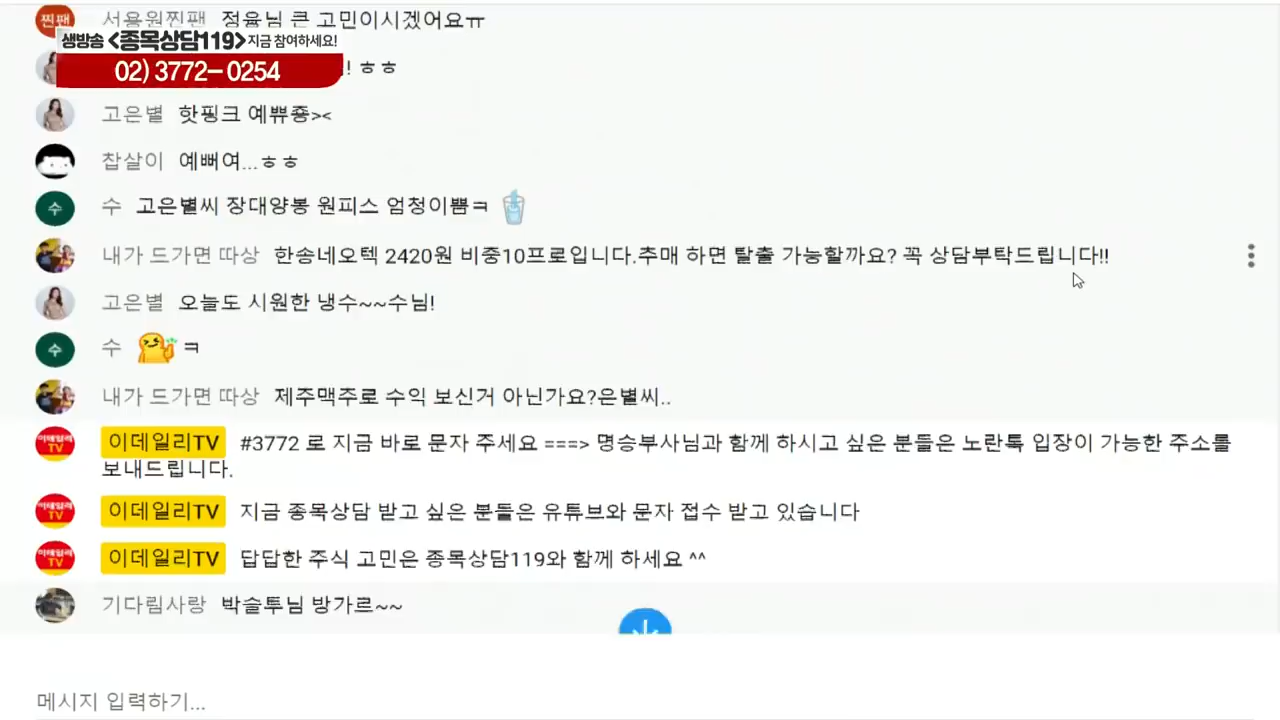 찐팬 서용원찐팬 정율님 큰 고민이시겠어요ㅠ
생방송 <종목상담119> 지금 참여하세요!
02) 3772-0254
! ㅎㅎ
고은별 핫핑크 예쀼죵><
찹살이 예뻐여...ㅎㅎ
수 수 고은별씨 장대양봉 원피스 엄청이쁨ㅋ
내가 드가면 따상 한송네오텍 2420원 비중10프로입니다.추매 하면 탈출 가능할까요? 꼭 상담부탁드립니다!!
고은별 오늘도 시원한 냉수~~수님!
수 수 ㅋ
내가 드가면 따상 제주맥주로 수익 보신거 아닌가요?은별씨..
이데일리 TV 이데일리TV #3772 로 지금 바로 문자 주세요 ===> 명승부사님과 함께 하시고 싶은 분들은 노란톡 입장이 가능한 주소를
보내드립니다.
이데일리 TV 이데일리TV 지금 종목상담 받고 싶은 분들은 유튜브와 문자 접수 받고 있습니다
이데일리 TV 이데일리TV 답답한 주식 고민은 종목상담119와 함께 하세요 ^^
기다림사랑 박술투님 방가르~~
메시지 입력하기...